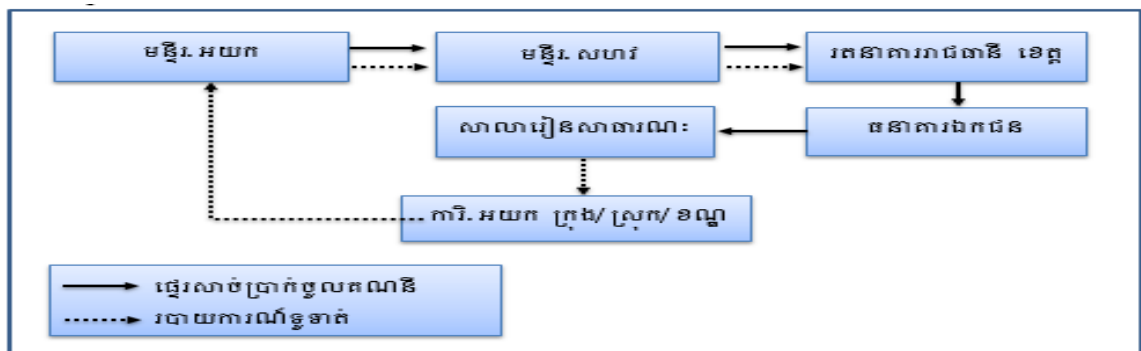 មន្ទីរ.អយក
មន្ទីរ.សហវ
រតនាគាររាជធានី ខេត្ត
សាលារៀនសាធារណៈ
ធនាគារឯកជន
ការិ.អយក ក្រុង/ស្រុក/ខណ្ឌ
ផ្ទេរសាច់ប្រាក់ចូលគណនី
របាយការណ៍ទូទាត់